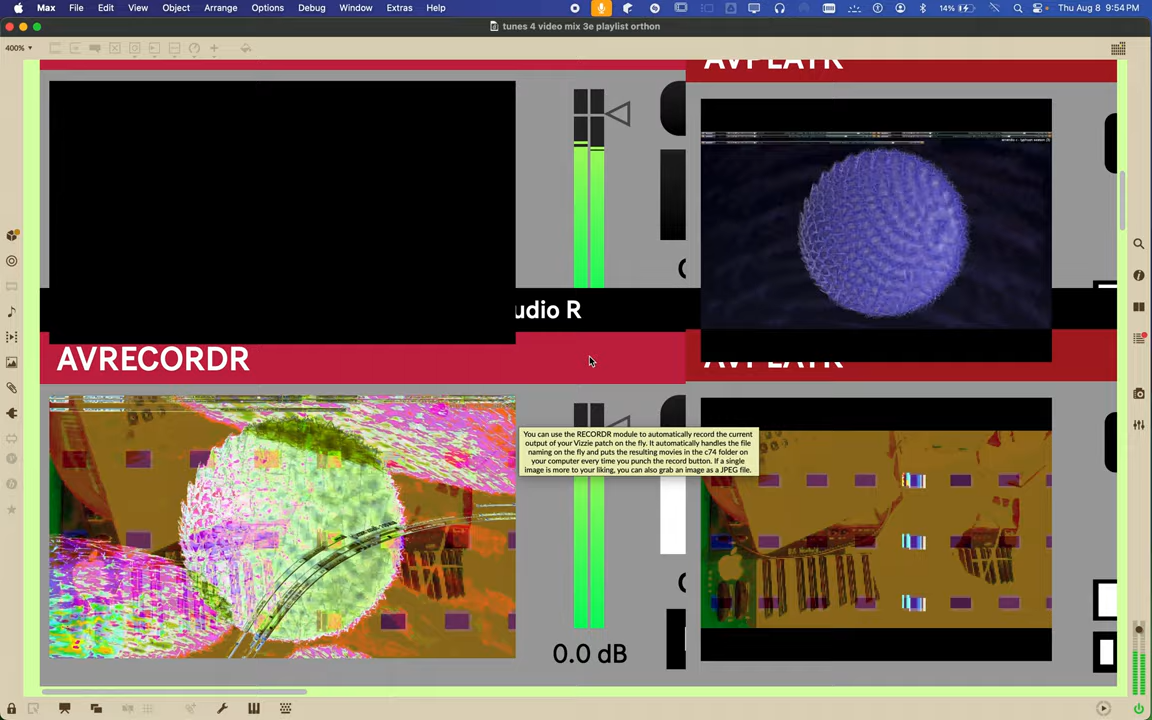 Max File Edit View Object Arrange Options Debug Window Extras Help
14% Thu Aug 8 9:54 PM
tunes 4 video mix 3e playlist orthon
400%
AVPLAYR
udio R
AVRECORDR
AVPLAYR
You can use the RECORDR module to automatically record the current
output of your Vizzie patch on the fly. It automatically handles the file
naming on the fly and puts the resulting movies in the c74 folder on
your computer every time you punch the record button. If a single
image is more to your liking, you can also grab an image as a JPEG file.
0.0 dB